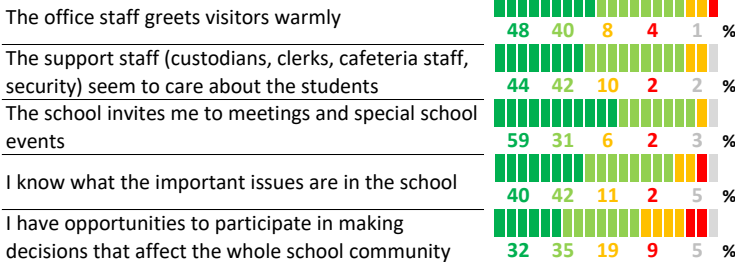 The office staff greets visitors warmly
48 40 8 4 1 %
The support staff (custodians, clerks, cafeteria staff,
security) seem to care about the students
44 42 10 2 2 %
The school invites me to meetings and special school
events
59 31 6 2 3 %
I know what the important issues are in the school
40 42 11 2 5 %
I have opportunities to participate in making
decisions that affect the whole school community
32 35 19 9 5 %